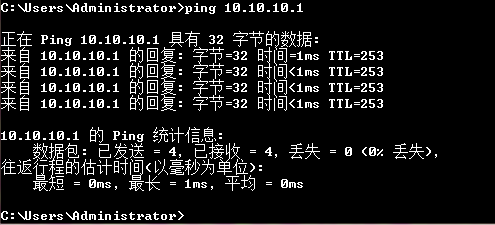 C:\Users\Administrator>ping 10.10.10.1
正在 Ping 10.10.10.1 具有 32 字节的数据:
来自 10.10.10.1 的回复: 字节=32 时间=1ms TTL=253
来自 10.10.10.1 的回复: 字节=32 时间<1ms TTL=253
来自 10.10.10.1 的回复: 字节=32 时间<1ms TTL=253
来自 10.10.10.1 的回复: 字节=32 时间<1ms TTL=253
10.10.10.1 的 Ping 统计信息:
数据包: 已发送 = 4, 已接收 = 4, 丢失 = 0 (0% 丢失),
往返行程的估计时间(以毫秒为单位):
最短 = 0ms, 最长 = 1ms, 平均 = 0ms
C:\Users\Administrator>